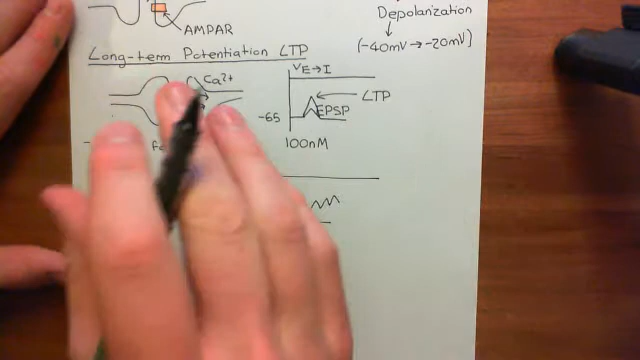 AMPAR
Depolarization
(-40mV → -20mV)
Long-term Potentiation LTP
Ca2+
VE→I
LTP
EPSP
-65
100nM